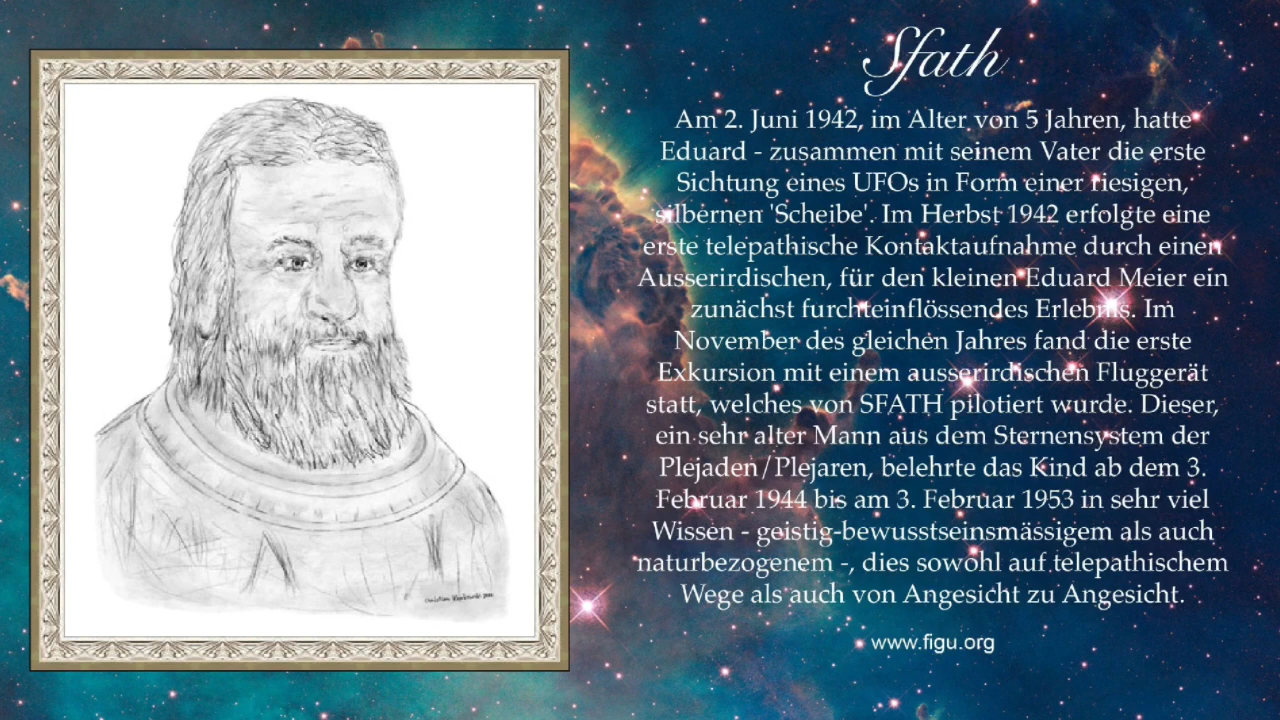 Sfath
Am 2. Juni 1942, im Alter von 5 Jahren, hatte
Eduard - zusammen mit seinem Vater die erste
Sichtung eines UFOs in Form einer riesigen,
silbernen 'Scheibe'. Im Herbst 1942 erfolgte eine
erste telepathische Kontaktaufnahme durch einen
Ausserirdischen, für den kleinen Eduard Meier ein
zunächst furchteinflössendes Erlebnis. Im
November des gleichen Jahres fand die erste
Exkursion mit einem ausserirdischen Fluggerät
statt, welches von SFATH pilotiert wurde. Dieser,
ein sehr alter Mann aus dem Sternensystem der
Plejaden/Plejaren, belehrte das Kind ab dem 3.
Februar 1944 bis am 3. Februar 1953 in sehr viel
Wissen - geistig-bewusstseinsmässigem als auch
naturbezogenem -, dies sowohl auf telepathischem
Wege als auch von Angesicht zu Angesicht.
www.figu.org